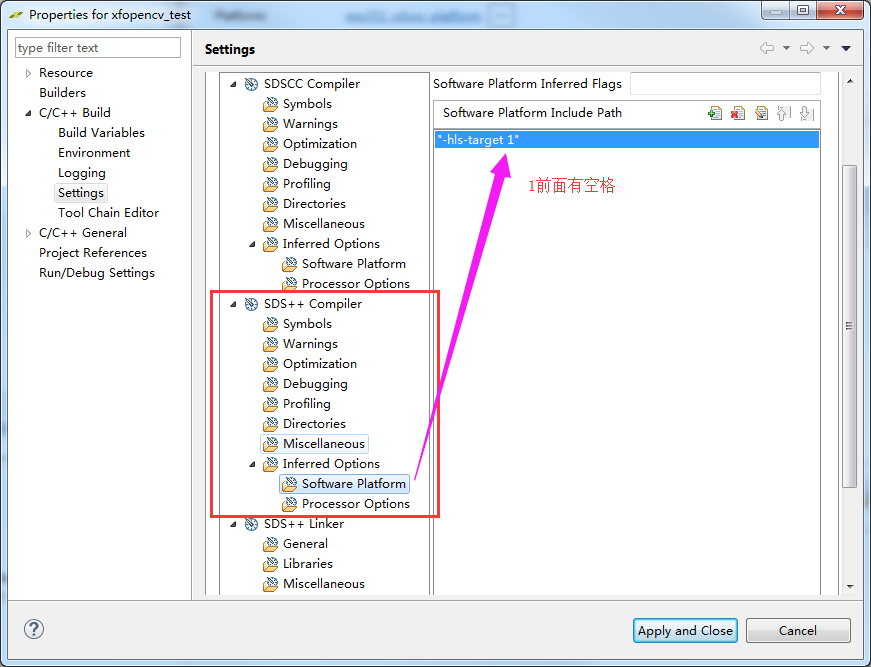 Properties for xfopencv_test
type filter text
Resource
Builders
C/C++ Build
Build Variables
Environment
Logging
Settings
Tool Chain Editor
C/C++ General
Project References
Run/Debug Settings
Settings
SDSCC Compiler
Symbols
Warnings
Optimization
Debugging
Profiling
Directories
Miscellaneous
Inferred Options
Software Platform
Processor Options
SDS++ Compiler
Symbols
Warnings
Optimization
Debugging
Profiling
Directories
Miscellaneous
Inferred Options
Software Platform
Processor Options
SDS++ Linker
General
Libraries
Miscellaneous
Software Platform Inferred Flags
Software Platform Include Path
"-hls-target 1"
1前面有空格
Apply and Close
Cancel